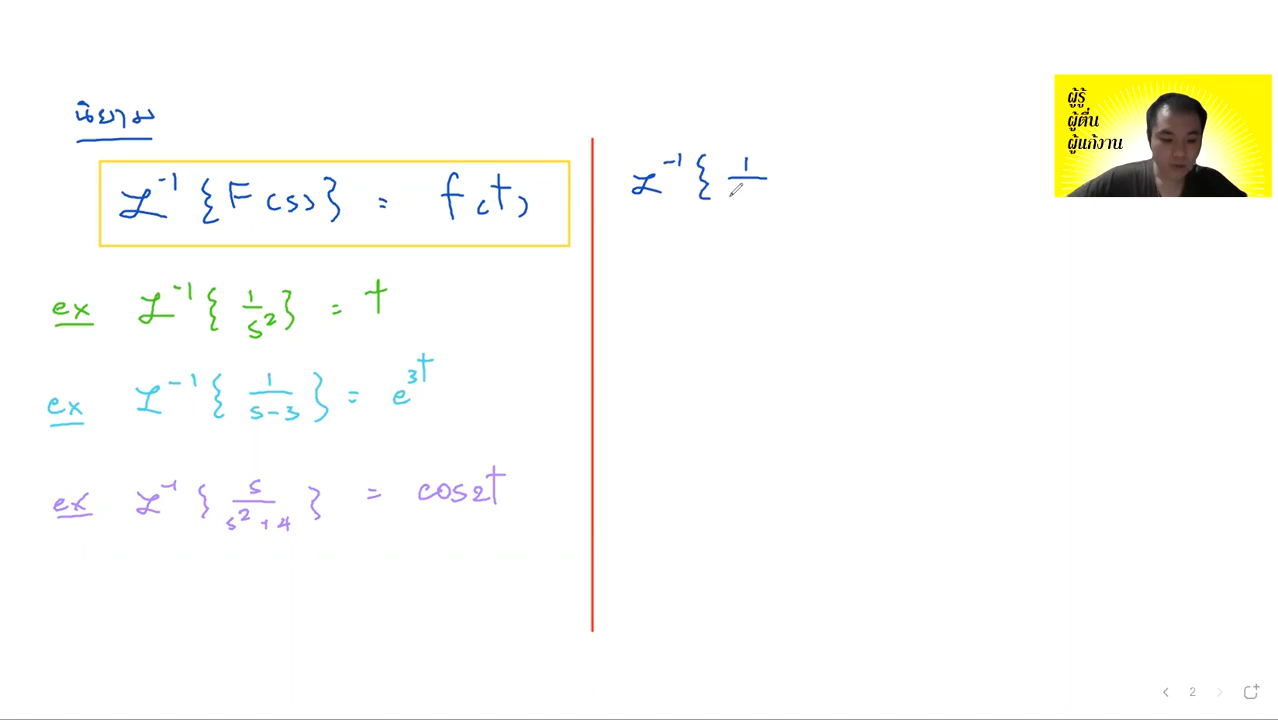 นิยาม
ℒ⁻¹{F(s)} = f(t)
ex ℒ⁻¹{1/s²} = t
ex ℒ⁻¹{1/(s-3)} = e^{3t}
ex ℒ⁻¹{s/(s²+4)} = cos2t
ℒ⁻¹{1/
ผู้รู้
ผู้ตื่น
ผู้แก้งาน
2